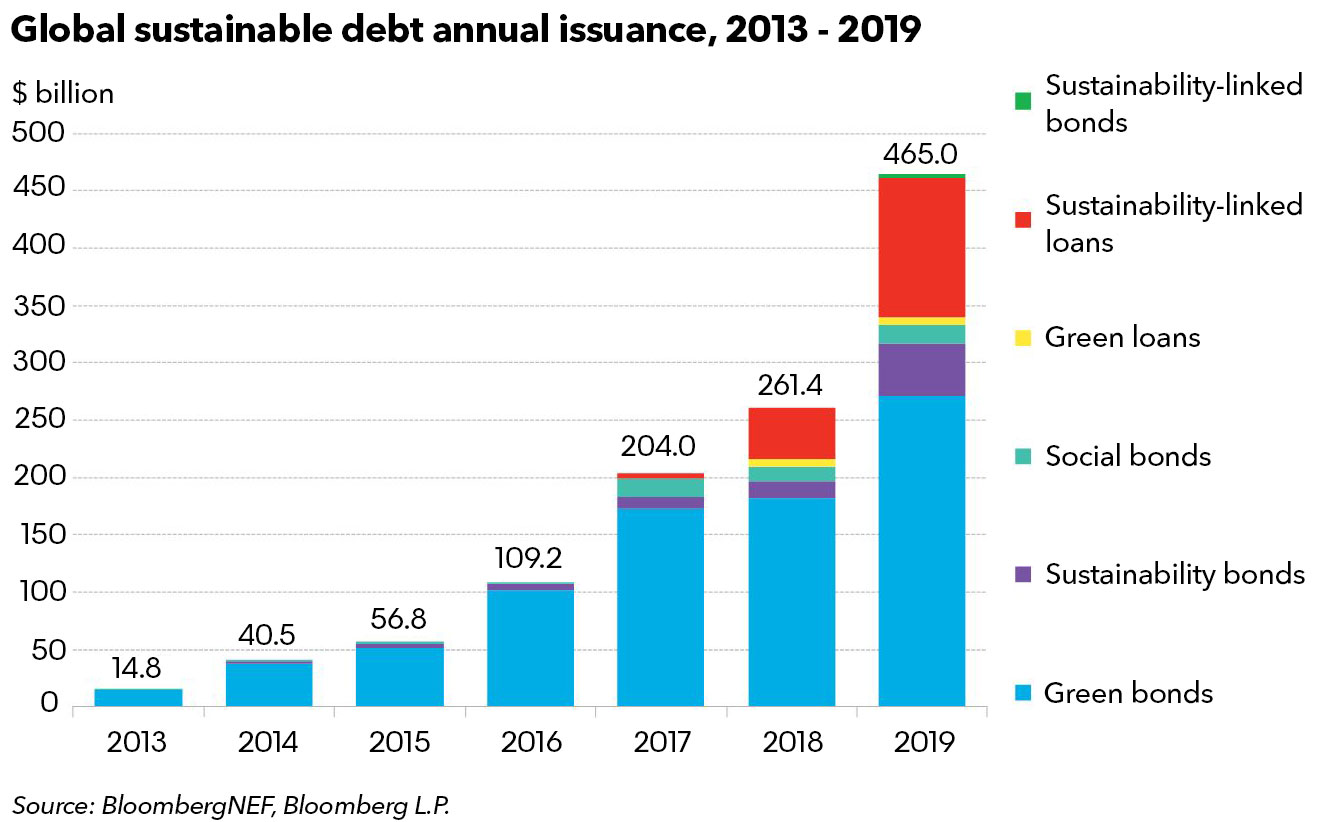 Global sustainable debt annual issuance, 2013 - 2019
$ billion
500
450
400
350
300
250
200
150
100
50
0
14.8
40.5
56.8
109.2
204.0
261.4
465.0
2013
2014
2015
2016
2017
2018
2019
Sustainability-linked
bonds
Sustainability-linked
loans
Green loans
Social bonds
Sustainability bonds
Green bonds
Source: BloombergNEF, Bloomberg L.P.